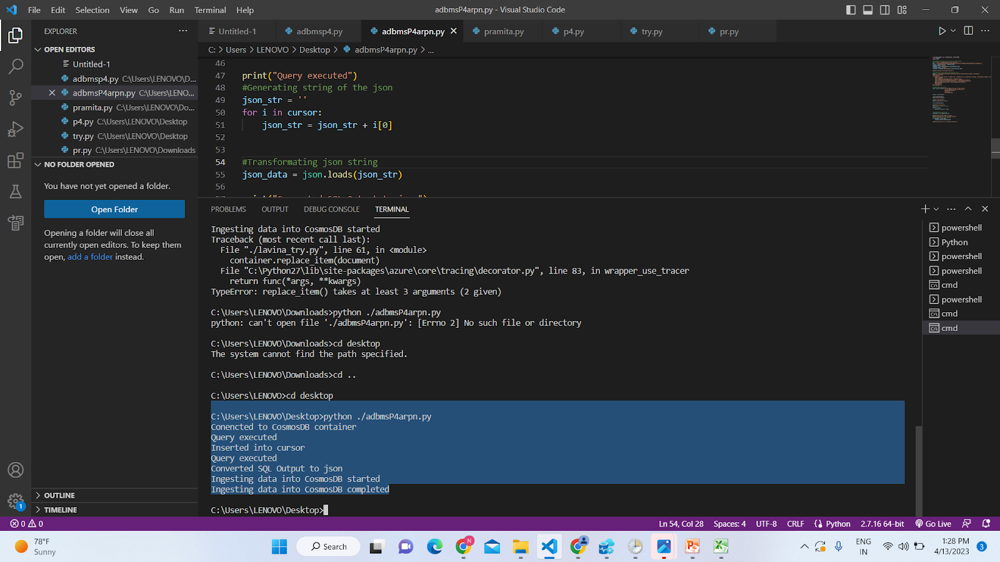 File Edit Selection View Go Run Terminal Help
adbmsP4arpn.py - Visual Studio Code
EXPLORER
OPEN EDITORS
Untitled-1
adbmsp4.py C:\Users\LENOVO\D...
adbmsP4arpn.py C:\Users\LENO...
pramita.py C:\Users\LENOVO\Do...
p4.py C:\Users\LENOVO\Desktop
try.py C:\Users\LENOVO\Desktop
pr.py C:\Users\LENOVO\Downloads
NO FOLDER OPENED
You have not yet opened a folder.
Open Folder
Opening a folder will close all
currently open editors. To keep them
open, add a folder instead.
OUTLINE
TIMELINE
Untitled-1 adbmsp4.py adbmsP4arpn.py pramita.py p4.py try.py pr.py
C: > Users > LENOVO > Desktop > adbmsP4arpn.py > ...
46
47 print("Query executed")
48 #Generating string of the json
49 json_str = ''
50 for i in cursor:
51 json_str = json_str + i[0]
52
53
54 #Transformating json string
55 json_data = json.loads(json_str)
56
PROBLEMS OUTPUT DEBUG CONSOLE TERMINAL
Ingesting data into CosmosDB started
Traceback (most recent call last):
File "./lavina_try.py", line 61, in <module>
container.replace_item(document)
File "C:\Python27\lib\site-packages\azure\core\tracing\decorator.py", line 83, in wrapper_use_tracer
return func(*args, **kwargs)
TypeError: replace_item() takes at least 3 arguments (2 given)
C:\Users\LENOVO\Downloads>python ./adbmsP4arpn.py
python: can't open file './adbmsP4arpn.py': [Errno 2] No such file or directory
C:\Users\LENOVO\Downloads>cd desktop
The system cannot find the path specified.
C:\Users\LENOVO\Downloads>cd ..
C:\Users\LENOVO>cd desktop
C:\Users\LENOVO\Desktop>python ./adbmsP4arpn.py
Conencted to CosmosDB container
Query executed
Inserted into cursor
Query executed
Converted SQL Output to json
Ingesting data into CosmosDB started
Ingesting data into CosmosDB completed
C:\Users\LENOVO\Desktop>
powershell
Python
powershell
powershell
cmd
powershell
cmd
cmd
1
0 0
Ln 54, Col 28 Spaces: 4 UTF-8 CRLF Python 2.7.16 64-bit Go Live
78°F
Sunny
Search
N
ENG
IN
1:28 PM
4/13/2023
3